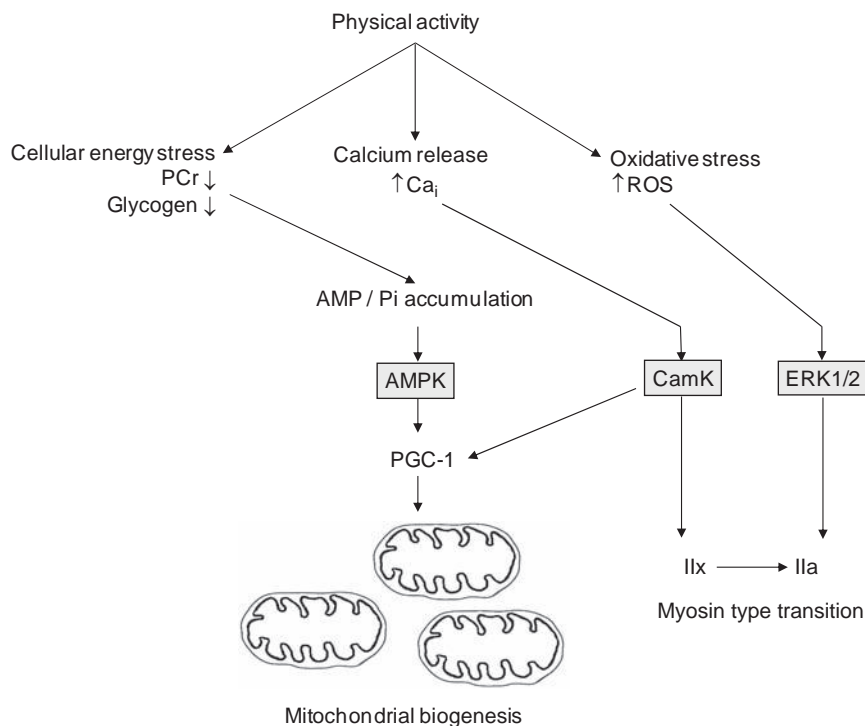 Physical activity
Cellular energy stress
PCr ↓
Glycogen ↓
Calcium release
↑Cai
Oxidative stress
↑ROS
AMP / Pi accumulation
AMPK
CamK
ERK1/2
PGC-1
IIx
IIa
Myosin type transition
Mitochondrial biogenesis